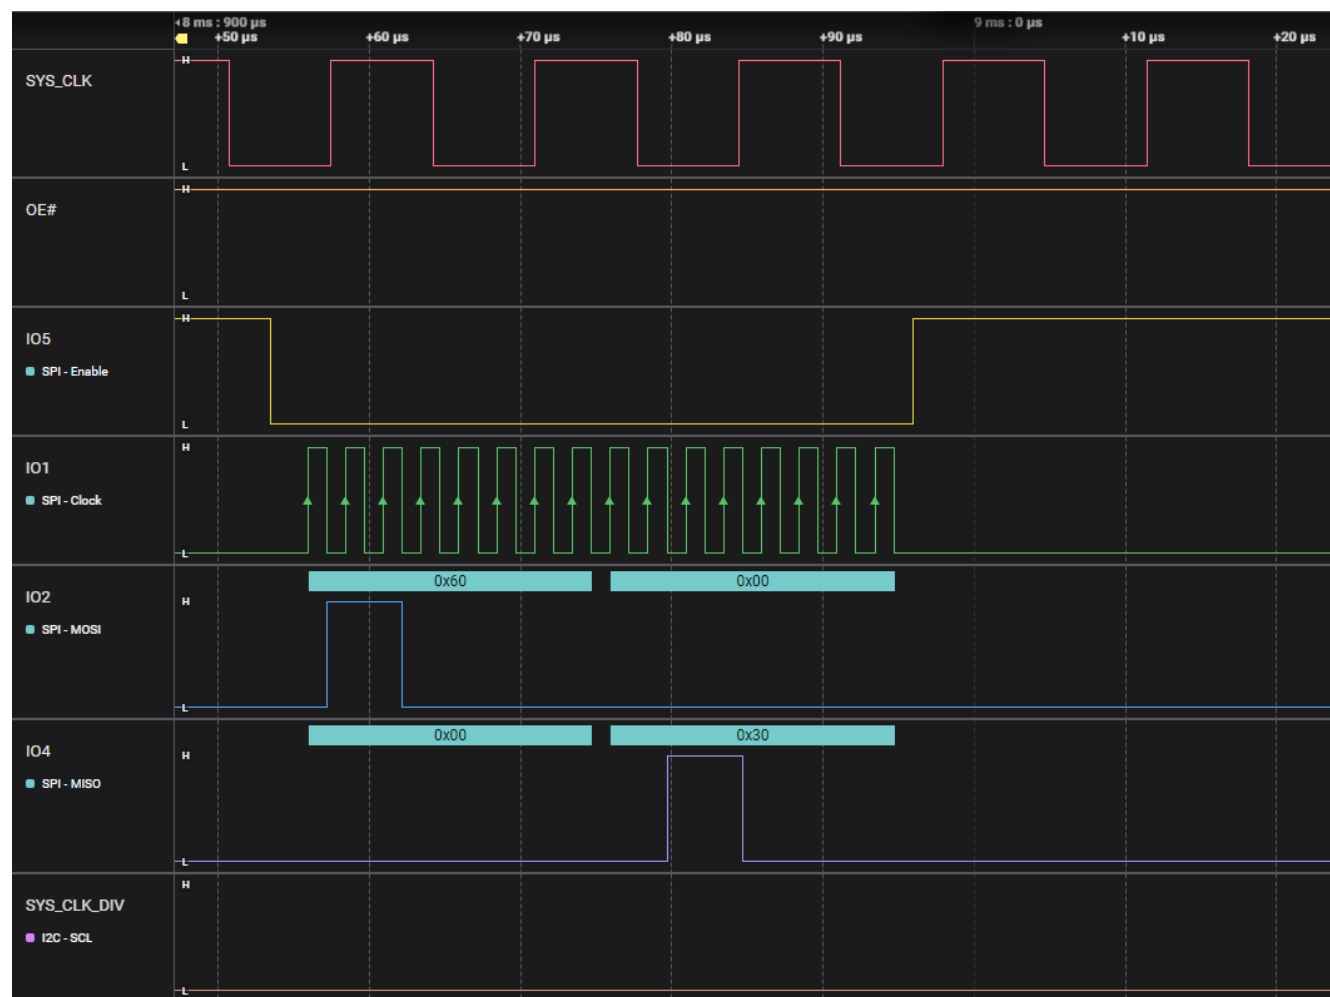 8 ms : 900 µs 9 ms : 0 µs
+50 µs +60 µs +70 µs +80 µs +90 µs +10 µs +20 µs
SYS_CLK
H
L
OE#
H
L
IO5
SPI - Enable
H
L
IO1
SPI - Clock
H
L
0x60 0x00
IO2
SPI - MOSI
H
L
0x00 0x30
IO4
SPI - MISO
H
L
SYS_CLK_DIV
I2C - SCL
H
L